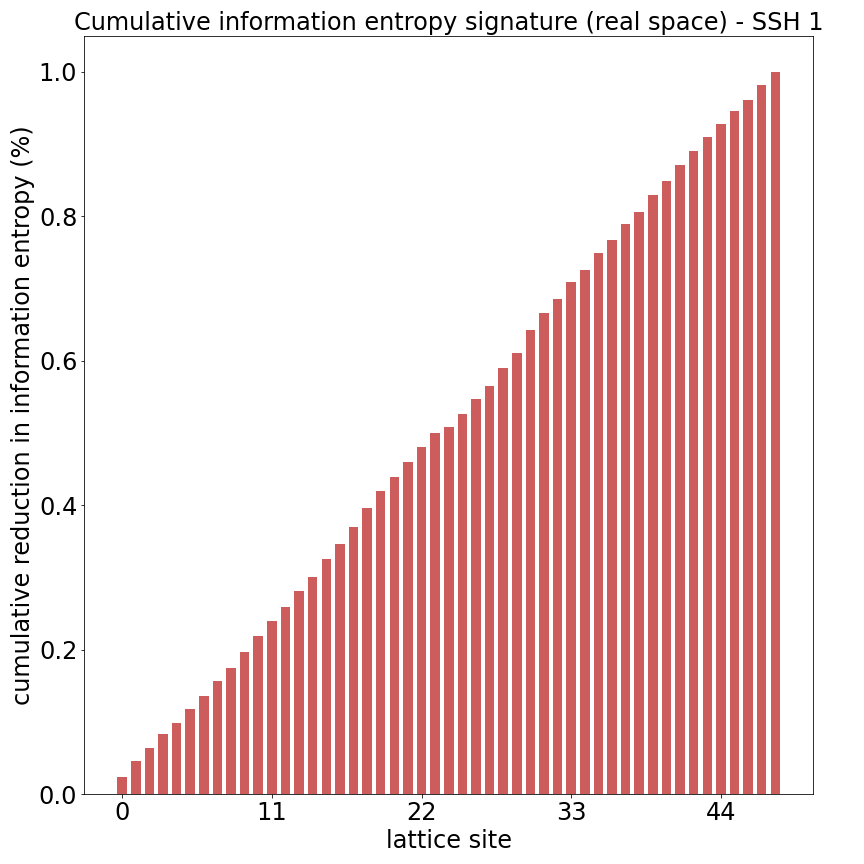 Cumulative information entropy signature (real space) - SSH 1
cumulative reduction in information entropy (%)
1.0
0.8
0.6
0.4
0.2
0.0
0 11 22 33 44
lattice site